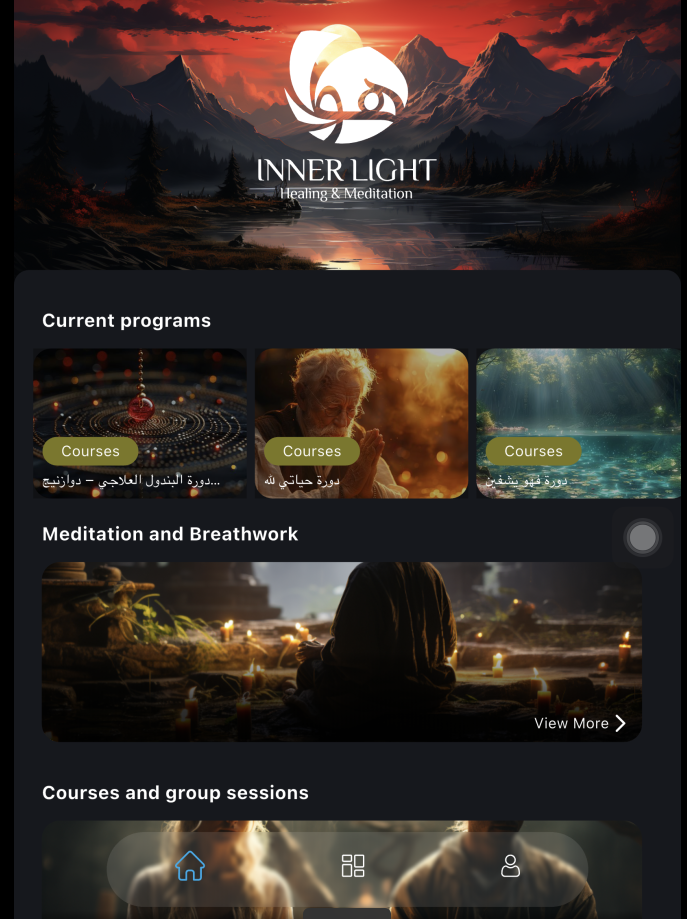 INNER LIGHT
Healing & Meditation
Current programs
Courses
Courses
Courses
دورة البندول العلاجي – دوازنيج...
دورة حياتي لله
دورة فهو يشفين
Meditation and Breathwork
View More
Courses and group sessions